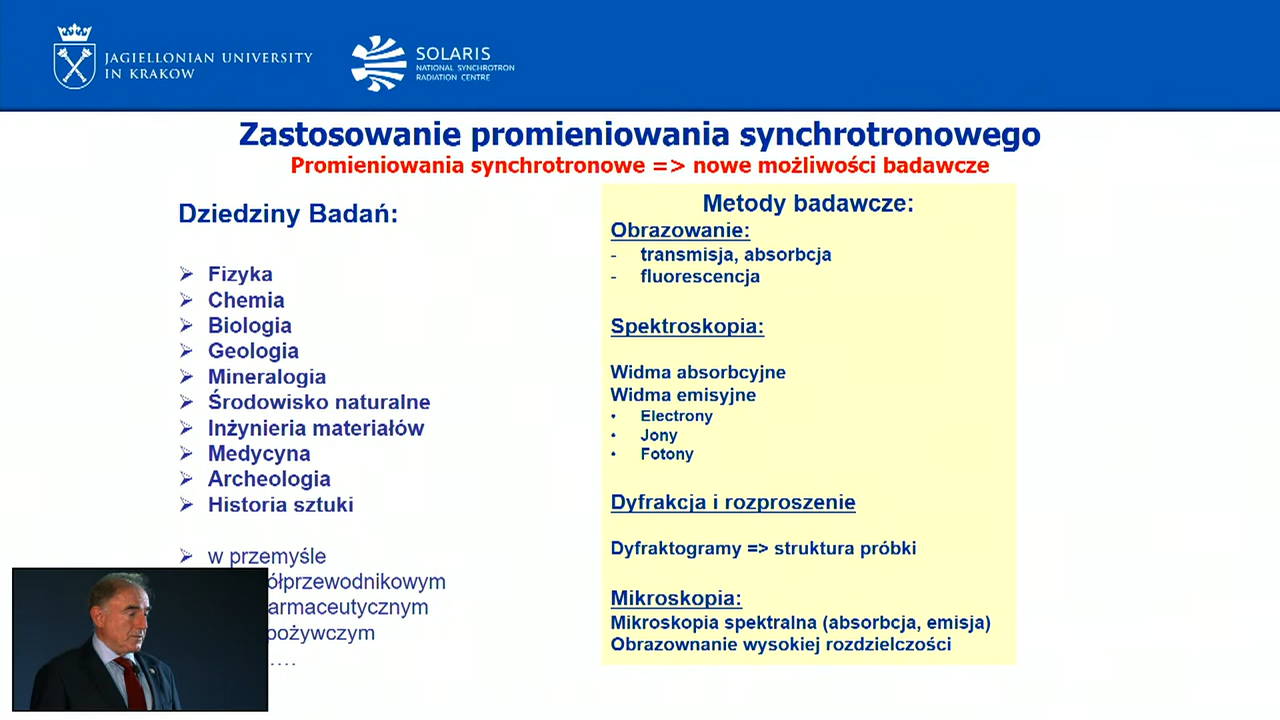 JAGIELLONIAN UNIVERSITY
IN KRAKOW
SOLARIS
NATIONAL SYNCHROTRON
RADIATION CENTRE
Zastosowanie promieniowania synchrotronowego
Promieniowania synchrotronowe => nowe możliwości badawcze
Dziedziny Badań:
➢ Fizyka
➢ Chemia
➢ Biologia
➢ Geologia
➢ Mineralogia
➢ Środowisko naturalne
➢ Inżynieria materiałów
➢ Medycyna
➢ Archeologia
➢ Historia sztuki
➢ w przemyśle
ółprzewodnikowym
armaceutycznym
pożywczym
....
Metody badawcze:
Obrazowanie:
- transmisja, absorbcja
- fluorescencja
Spektroskopia:
Widma absorbcyjne
Widma emisyjne
• Electrony
• Jony
• Fotony
Dyfrakcja i rozproszenie
Dyfraktogramy => struktura próbki
Mikroskopia:
Mikroskopia spektralna (absorbcja, emisja)
Obrazownanie wysokiej rozdzielczości